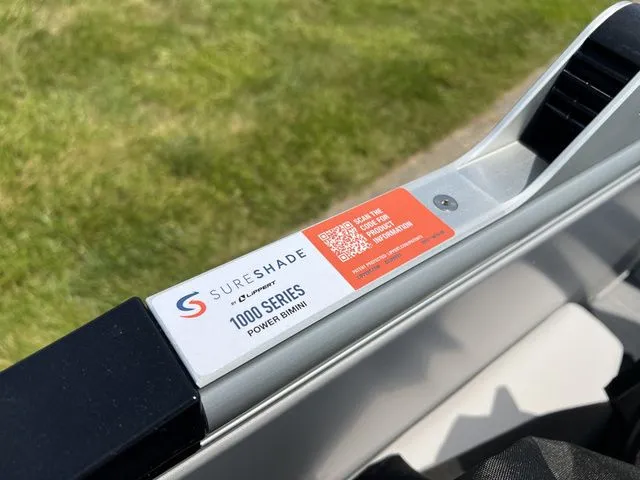 SURESHADE
BY LIPPERT
1000 SERIES
POWER BIMINI
SCAN THE
CODE FOR
PRODUCT
INFORMATION